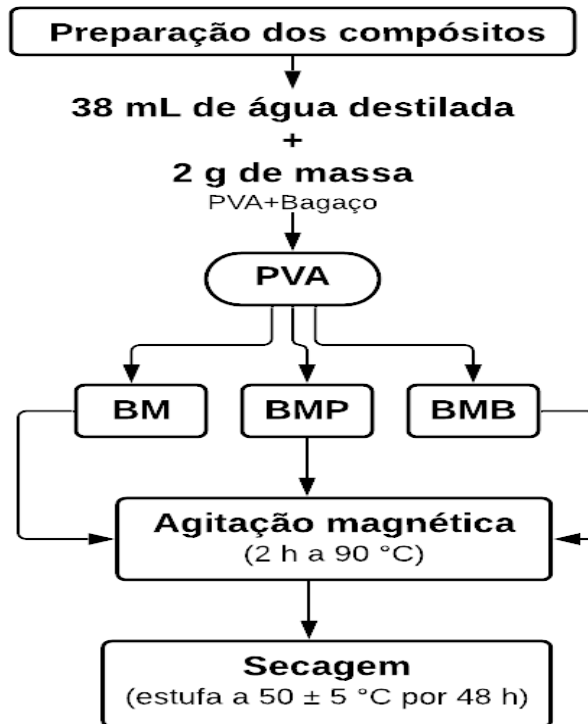 Preparação dos compósitos
38 mL de água destilada
+
2 g de massa
PVA+Bagaço
PVA
BM
BMP
BMB
Agitação magnética
(2 h a 90 °C)
Secagem
(estufa a 50 ± 5 °C por 48 h)